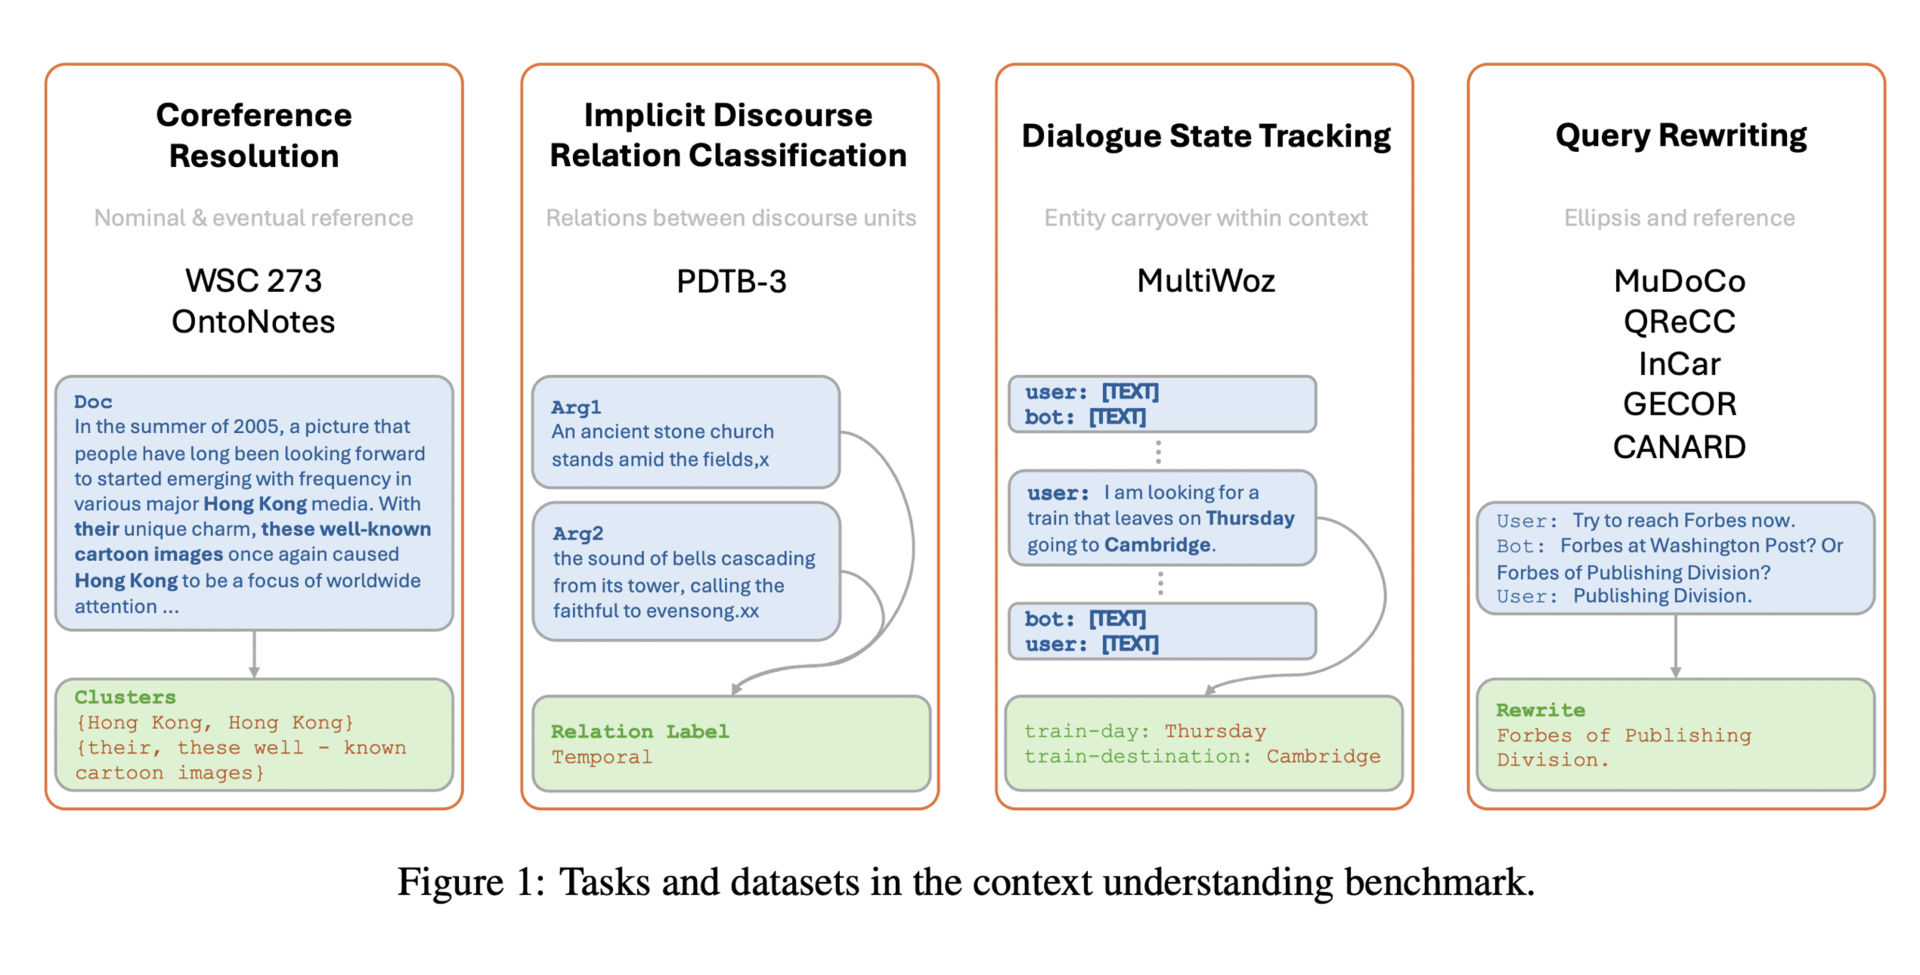 Coreference
Resolution
Nominal & eventual reference
WSC 273
OntoNotes
Doc
In the summer of 2005, a picture that
people have long been looking forward
to started emerging with frequency in
various major Hong Kong media. With
their unique charm, these well-known
cartoon images once again caused
Hong Kong to be a focus of worldwide
attention ...
Clusters
{Hong Kong, Hong Kong}
{their, these well - known
cartoon images}
Implicit Discourse
Relation Classification
Relations between discourse units
PDTB-3
Arg1
An ancient stone church
stands amid the fields,x
Arg2
the sound of bells cascading
from its tower, calling the
faithful to evensong.xx
Relation Label
Temporal
Dialogue State Tracking
Entity carryover within context
MultiWoz
user: [TEXT]
bot: [TEXT]
user: I am looking for a
train that leaves on Thursday
going to Cambridge.
bot: [TEXT]
user: [TEXT]
train-day: Thursday
train-destination: Cambridge
Query Rewriting
Ellipsis and reference
MuDoCo
QReCC
InCar
GECOR
CANARD
User: Try to reach Forbes now.
Bot: Forbes at Washington Post? Or
Forbes of Publishing Division?
User: Publishing Division.
Rewrite
Forbes of Publishing
Division.
Figure 1: Tasks and datasets in the context understanding benchmark.